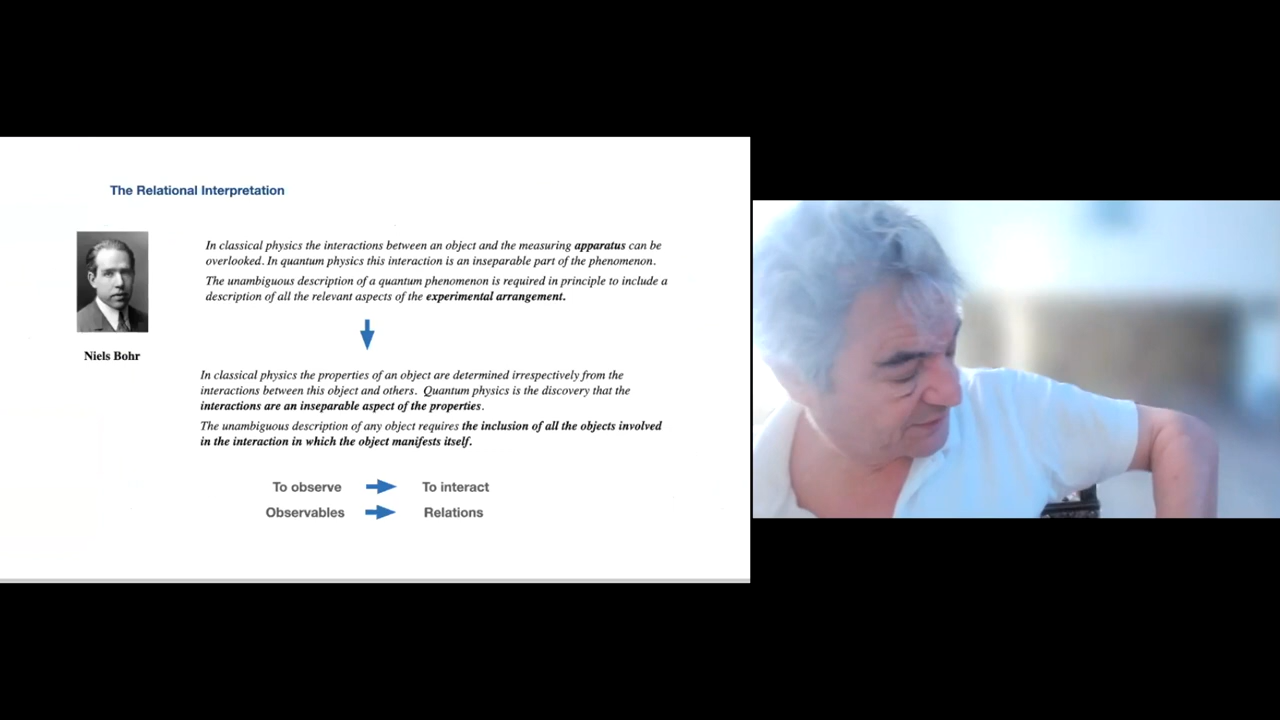 The Relational Interpretation
In classical physics the interactions between an object and the measuring apparatus can be
overlooked. In quantum physics this interaction is an inseparable part of the phenomenon.
The unambiguous description of a quantum phenomenon is required in principle to include a
description of all the relevant aspects of the experimental arrangement.
Niels Bohr
In classical physics the properties of an object are determined irrespectively from the
interactions between this object and others. Quantum physics is the discovery that the
interactions are an inseparable aspect of the properties.
The unambiguous description of any object requires the inclusion of all the objects involved
in the interaction in which the object manifests itself.
To observe To interact
Observables Relations